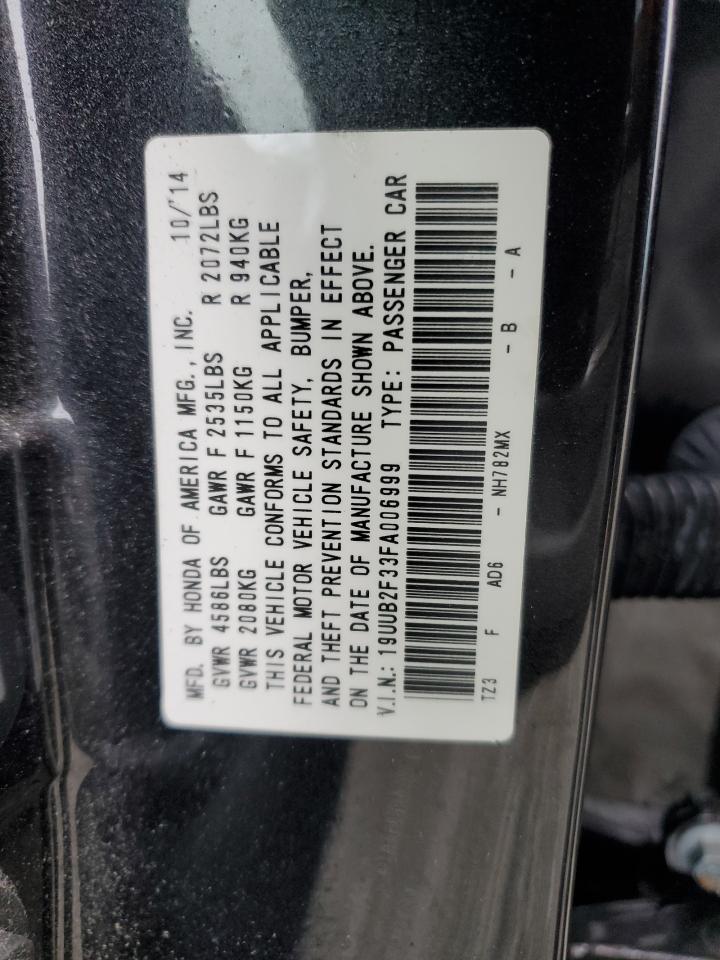 MFD. BY HONDA OF AMERICA MFG., INC. 10/'14
GVWR 4586LBS GAWR F 2535LBS R 2072LBS
GVWR 2080KG GAWR F 1150KG R 940KG
THIS VEHICLE CONFORMS TO ALL APPLICABLE
FEDERAL MOTOR VEHICLE SAFETY, BUMPER,
AND THEFT PREVENTION STANDARDS IN EFFECT
ON THE DATE OF MANUFACTURE SHOWN ABOVE.
V.I.N.: 19UUB2F33FA006999 TYPE: PASSENGER CAR
TZ3 F AD6 - NH782MX - B - A